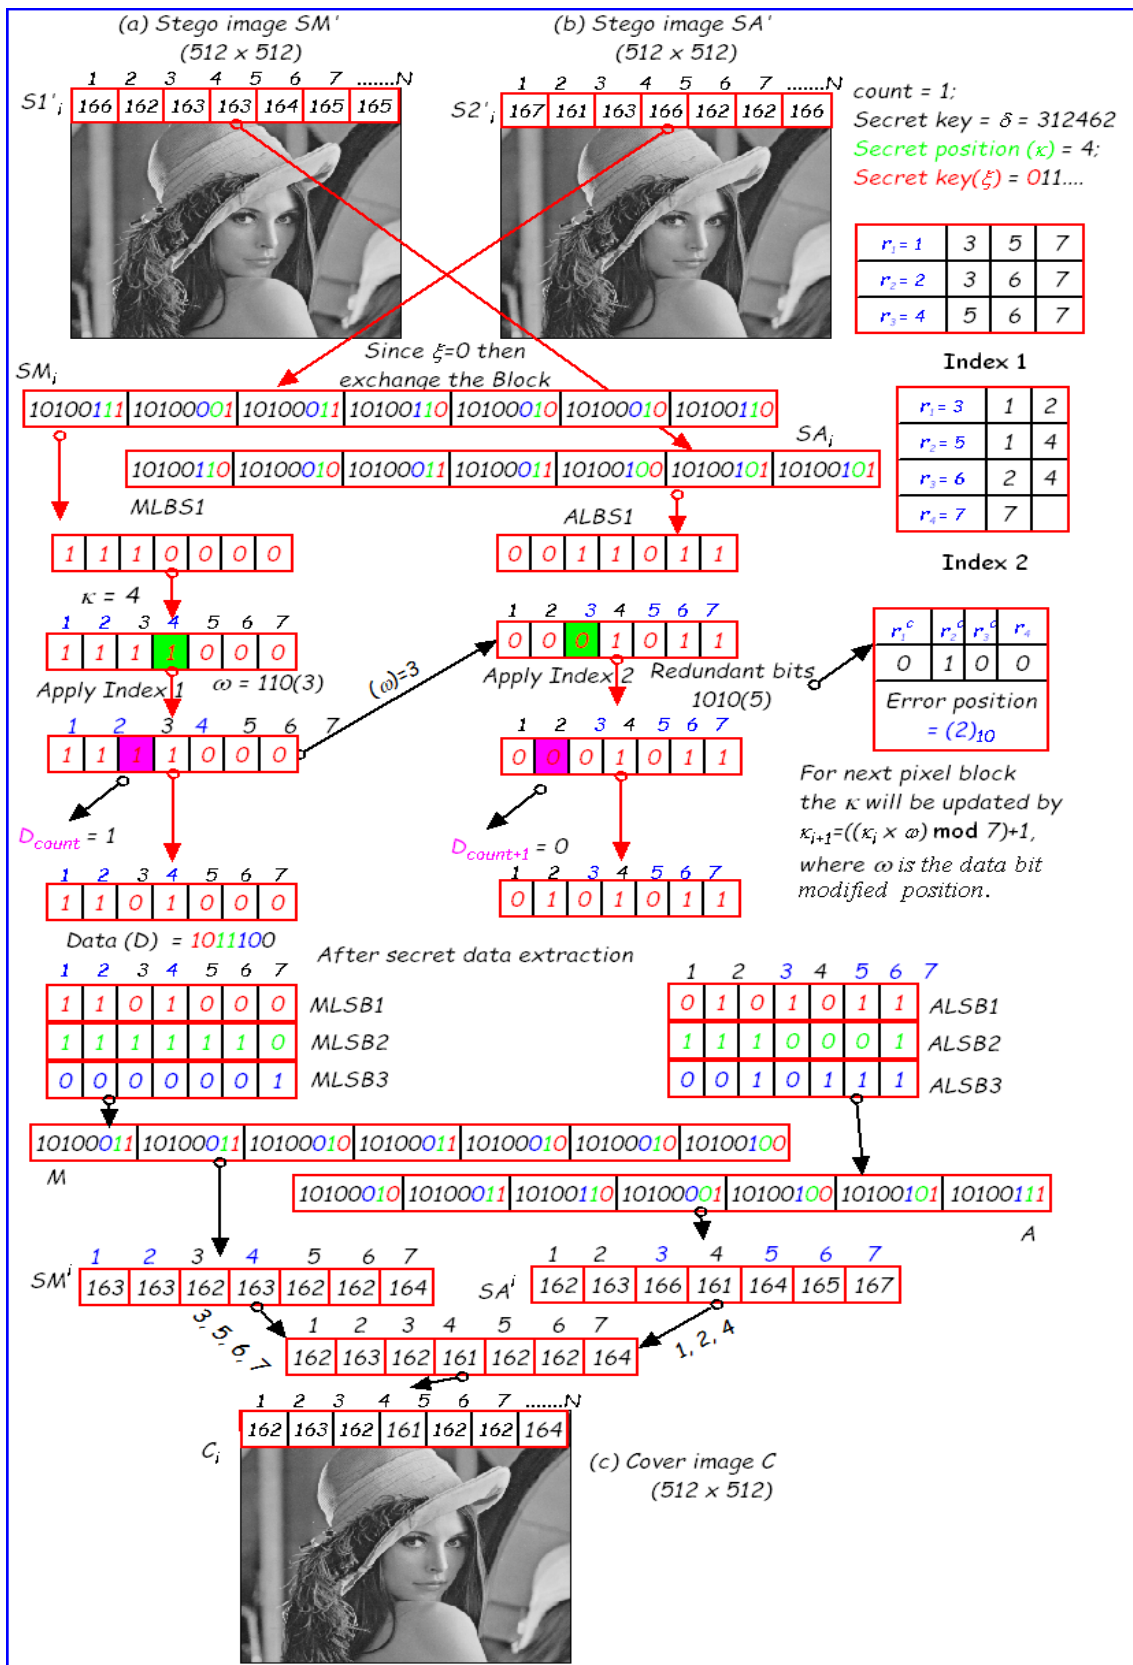 (a) Stego image SM'
(512 x 512)
(b) Stego image SA'
(512 x 512)
1 2 3 4 5 6 7 .......N
S1'i 166 162 163 163 164 165 165
1 2 3 4 5 6 7 .......N
S2'i 167 161 163 166 162 162 166
count = 1;
Secret key = δ = 312462
Secret position (κ) = 4;
Secret key(ξ) = 011....
r1 = 1 3 5 7
r2 = 2 3 6 7
r3 = 4 5 6 7
Index 1
Since ξ=0 then
exchange the Block
SMi
10100111 10100001 10100011 10100110 10100010 10100010 10100110
SAi
10100110 10100010 10100011 10100011 10100100 10100101 10100101
r1 = 3 1 2
r2 = 5 1 4
r3 = 6 2 4
r4 = 7 7
Index 2
MLBS1
1 1 1 0 0 0 0
ALBS1
0 0 1 1 0 1 1
κ = 4
1 2 3 4 5 6 7
1 1 1 1 0 0 0
Apply Index 1
ω = 110(3)
(ω)=3
1 2 3 4 5 6 7
0 0 0 1 0 1 1
Apply Index 2
Redundant bits
1010(5)
r1c r2c r3c r4
0 1 0 0
Error position
= (2)10
1 2 3 4 5 6 7
1 1 1 1 0 0 0
1 2 3 4 5 6 7
0 0 0 1 0 1 1
Dcount = 1
Dcount+1 = 0
For next pixel block
the κ will be updated by
κi+1=((κi x ω) mod 7)+1,
where ω is the data bit
modified position.
1 2 3 4 5 6 7
1 1 0 1 0 0 0
1 2 3 4 5 6 7
0 1 0 1 0 1 1
Data (D) = 1011100
After secret data extraction
1 2 3 4 5 6 7
1 1 0 1 0 0 0 MLSB1
1 1 1 1 1 1 0 MLSB2
0 0 0 0 0 0 1 MLSB3
1 2 3 4 5 6 7
0 1 0 1 0 1 1 ALSB1
1 1 1 0 0 0 1 ALSB2
0 0 1 0 1 1 1 ALSB3
10100011 10100011 10100010 10100011 10100010 10100010 10100100
M
10100010 10100011 10100110 10100001 10100100 10100101 10100111
A
1 2 3 4 5 6 7
SMi 163 163 162 163 162 162 164
1 2 3 4 5 6 7
SAi 162 163 166 161 164 165 167
3, 5, 6, 7
1, 2, 4
1 2 3 4 5 6 7
162 163 162 161 162 162 164
1 2 3 4 5 6 7 .......N
Ci 162 163 162 161 162 162 164
(c) Cover image C
(512 x 512)